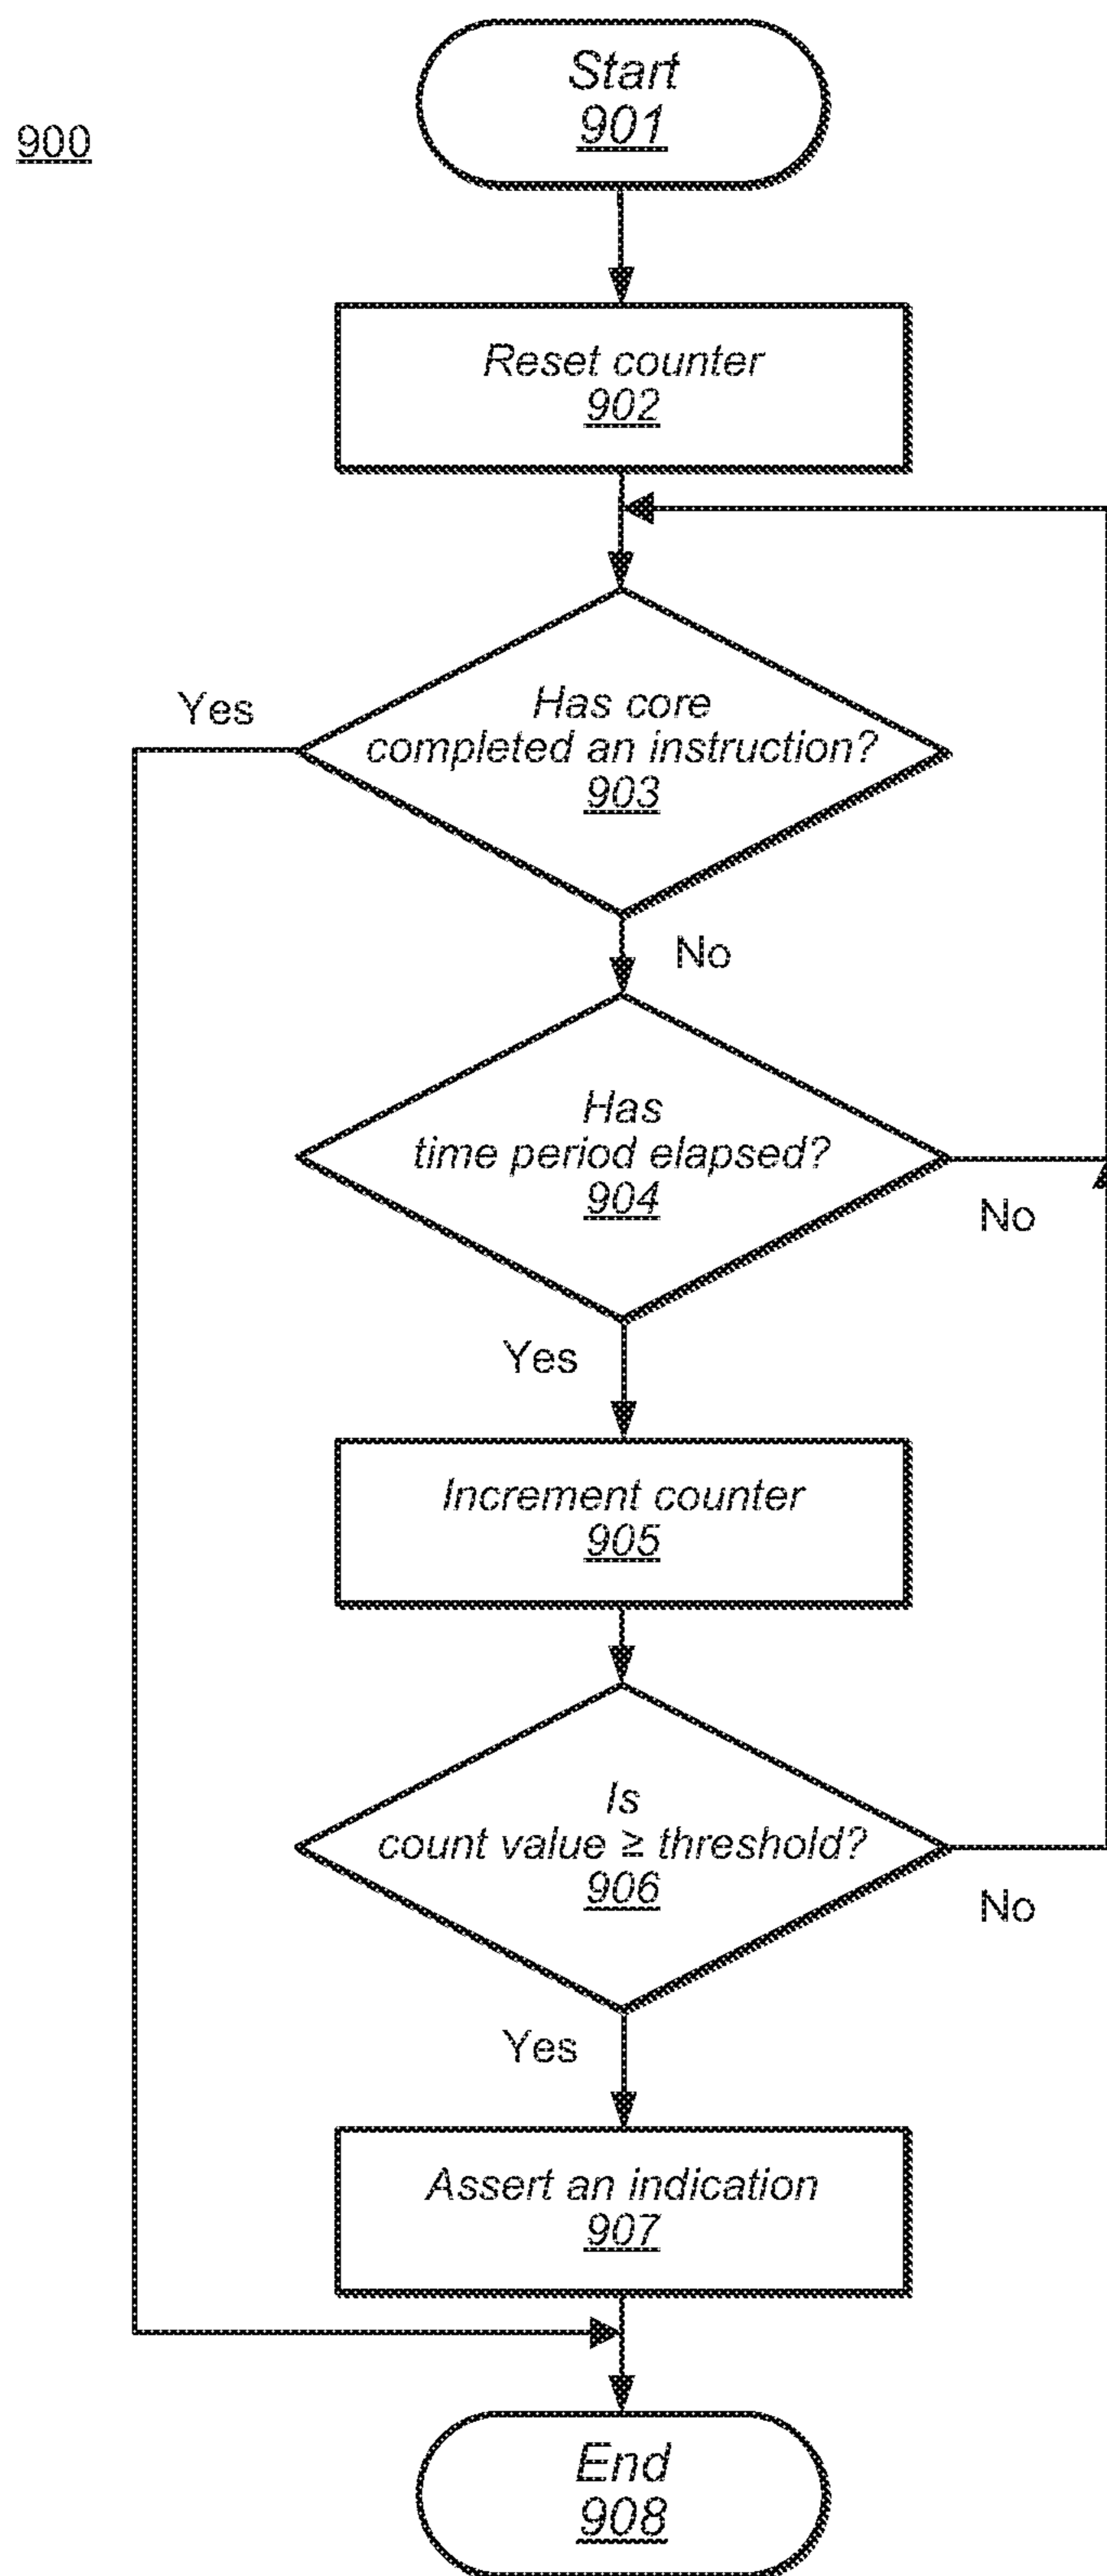 900
Start
901
Reset counter
902
Yes
Has core
completed an instruction?
903
No
Has
time period elapsed?
904
No
Yes
Increment counter
905
Is
count value ≥ threshold?
906
No
Yes
Assert an indication
907
End
908